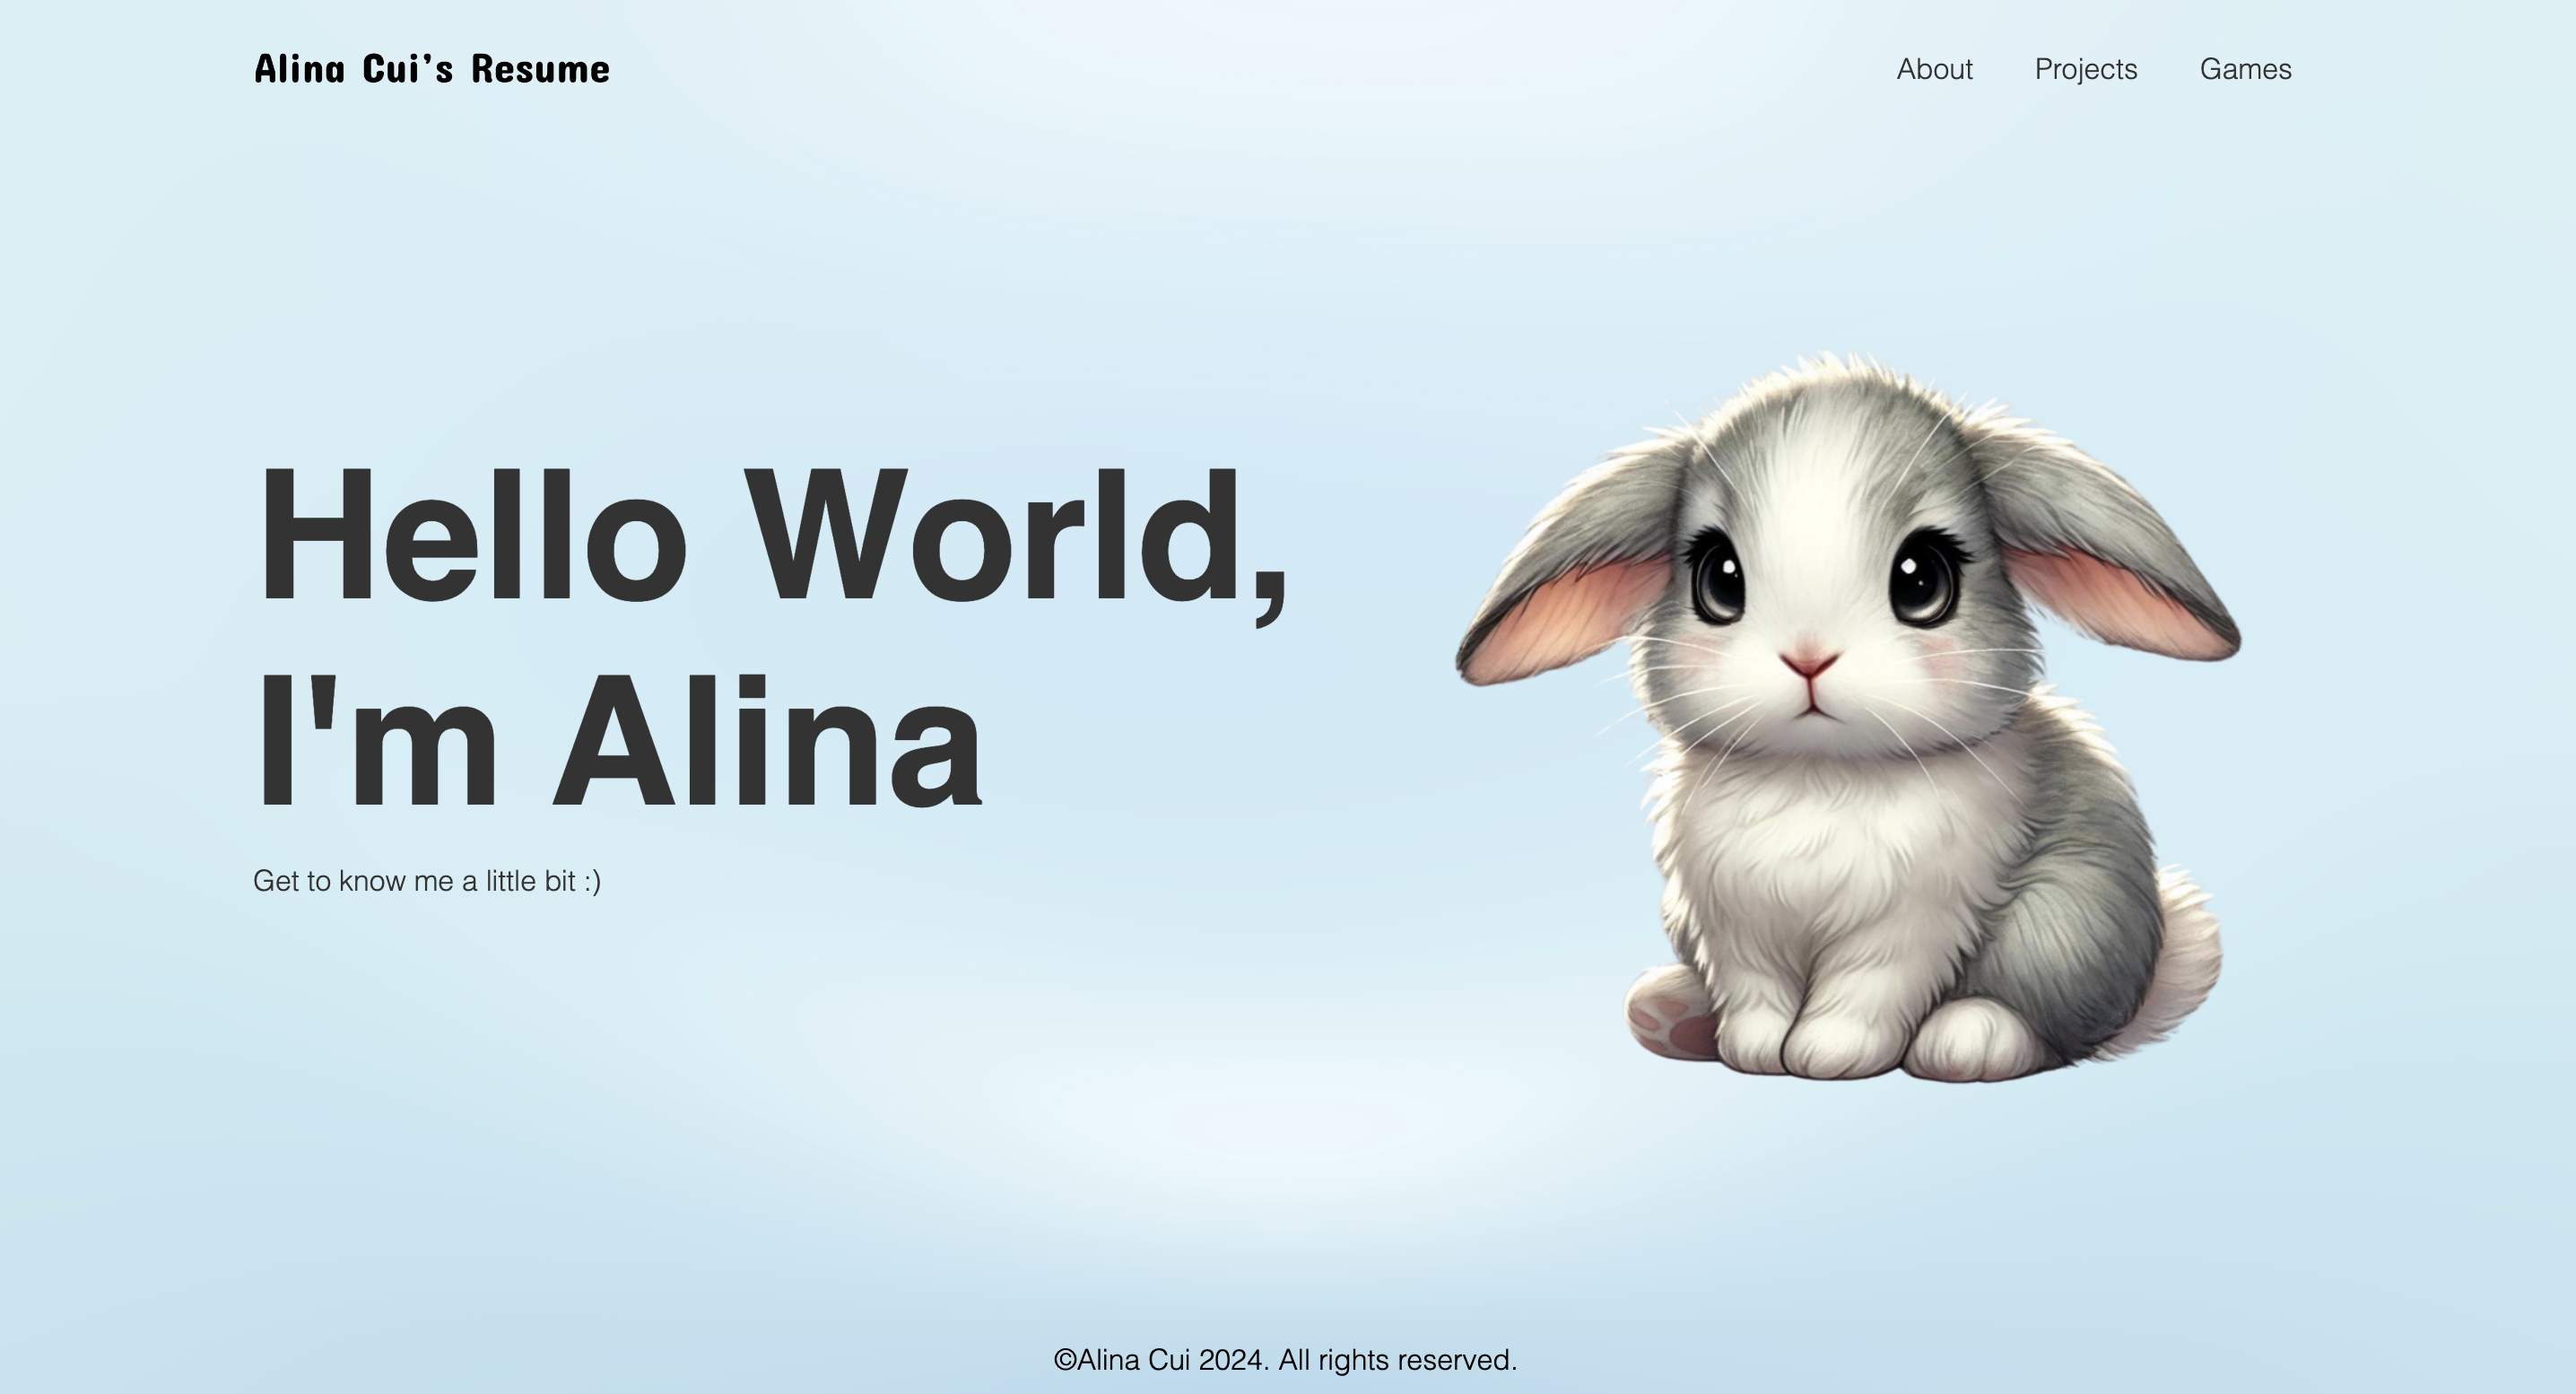 Alina Cui’s Resume
About Projects Games
Hello World,
I'm Alina
Get to know me a little bit :)
©Alina Cui 2024. All rights reserved.